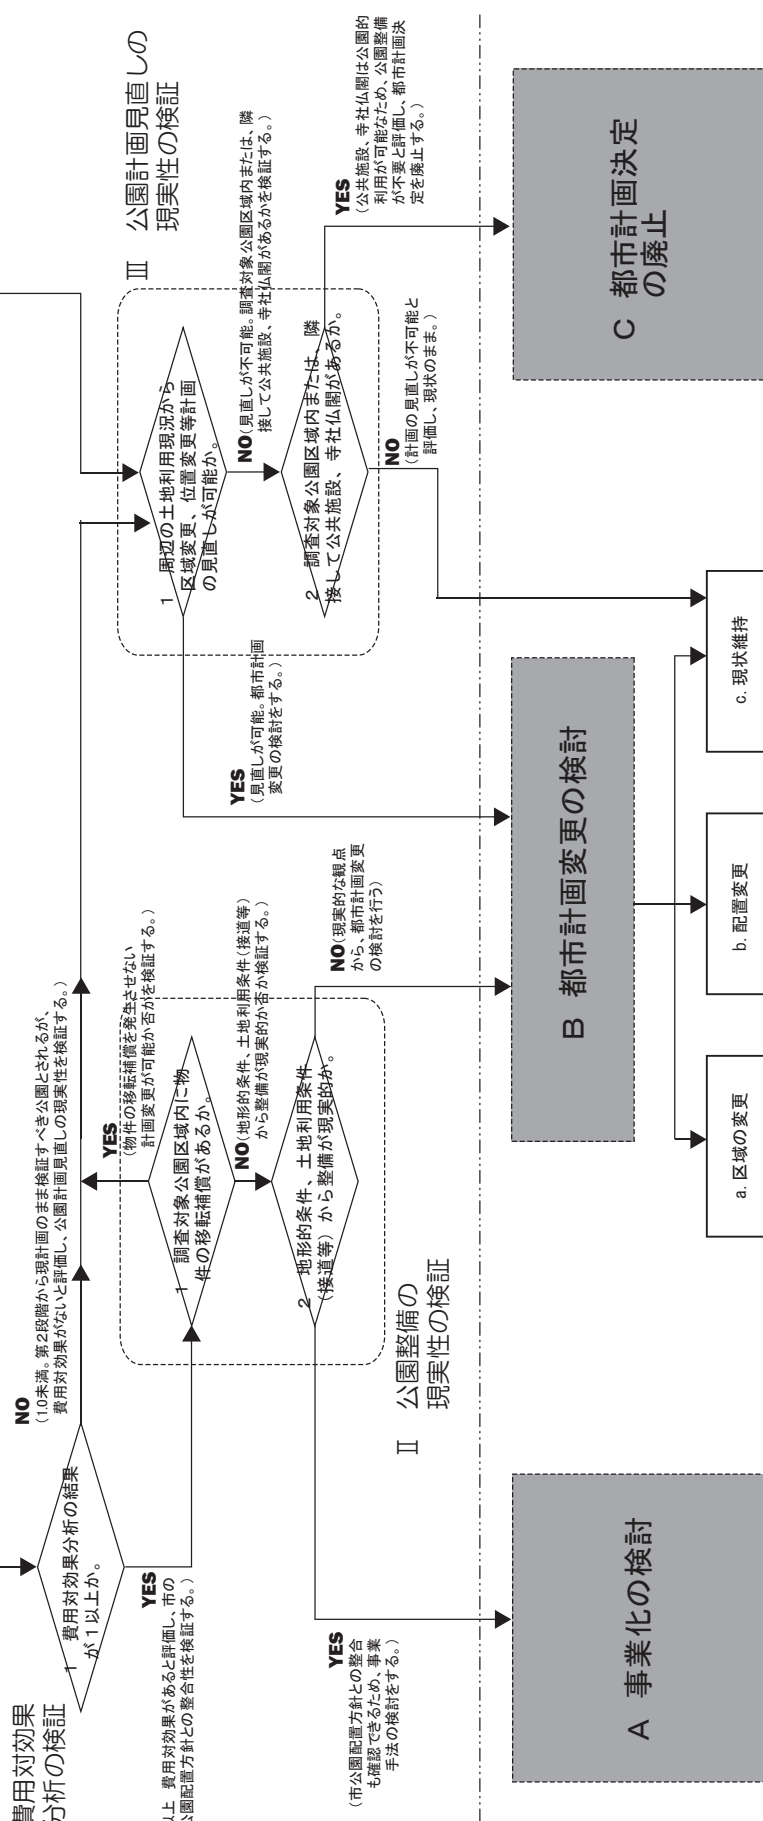 費用対効果
分析の検証
1 費用対効果分析の結果
が1以上か。
NO
(1.0未満。第2段階から現計画のまま検証すべき公園とされるが、
費用対効果がないと評価し、公園計画見直しの現実性を検証する。)
YES
以上 費用対効果があると評価し、市の
公園配置方針との整合性を検証する。)
Ⅱ 公園整備の
現実性の検証
1 調査対象公園区域内に物
件の移転補償があるか。
YES
(物件の移転補償を発生させない
計画変更が可能か否かを検証する。)
NO(地形的条件、土地利用条件(接道等)
から整備が現実的か否か検証する。)
2 地形的条件、土地利用条件
(接道等)から整備が現実的か。
YES
(市公園配置方針との整合
も確認できるため、事業
手法の検討をする。)
NO(現実的な観点
から、都市計画変更
の検討を行う)
Ⅲ 公園計画見直しの
現実性の検証
1 周辺の土地利用現況から
区域変更、位置変更等計画
の見直しが可能か。
YES
(見直しが可能。都市計画
変更の検討をする。)
NO(見直しが不可能。調査対象公園区域内または、隣
接して公共施設、寺社仏閣があるかを検証する。)
2 調査対象公園区域内または、隣
接して公共施設、寺社仏閣があるか。
YES
(公共施設、寺社仏閣は公園的
利用が可能なため、公園整備
が不要と評価し、都市計画決
定を廃止する。)
NO
(計画の見直しが不可能と
評価し、現状のまま。)
A 事業化の検討
B 都市計画変更の検討
C 都市計画決定
の廃止
a. 区域の変更
b. 配置変更
c. 現状維持